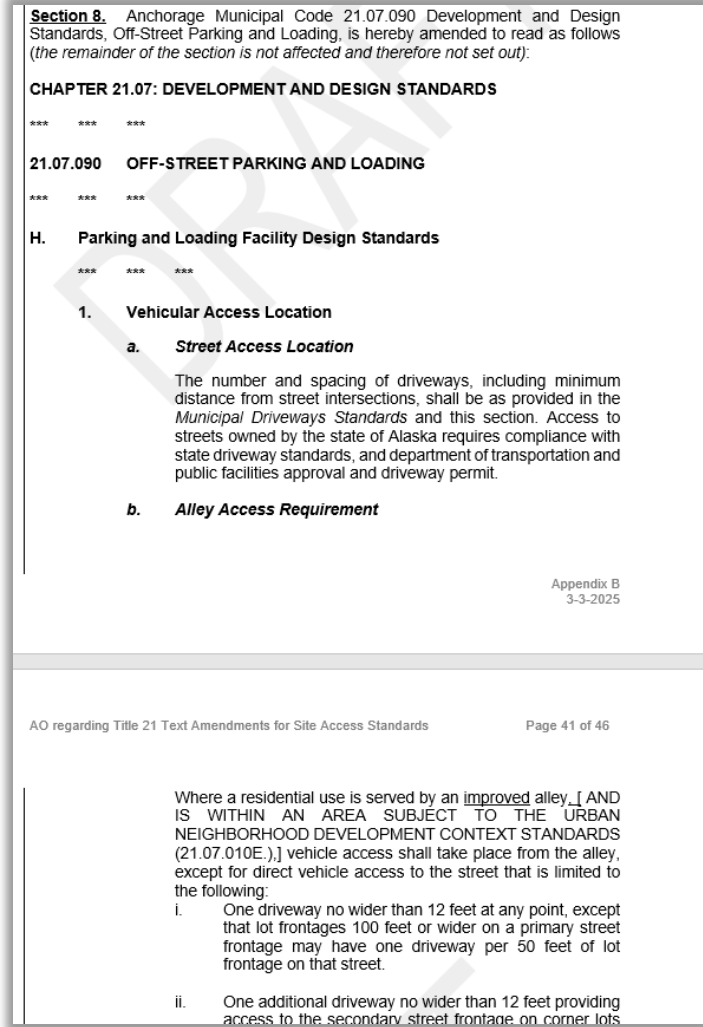 Section 8. Anchorage Municipal Code 21.07.090 Development and Design
Standards, Off-Street Parking and Loading, is hereby amended to read as follows
(the remainder of the section is not affected and therefore not set out):
CHAPTER 21.07: DEVELOPMENT AND DESIGN STANDARDS
*** *** ***
21.07.090 OFF-STREET PARKING AND LOADING
*** *** ***
H. Parking and Loading Facility Design Standards
*** *** ***
1. Vehicular Access Location
a. Street Access Location
The number and spacing of driveways, including minimum
distance from street intersections, shall be as provided in the
Municipal Driveways Standards and this section. Access to
streets owned by the state of Alaska requires compliance with
state driveway standards, and department of transportation and
public facilities approval and driveway permit.
b. Alley Access Requirement
Appendix B
3-3-2025
AO regarding Title 21 Text Amendments for Site Access Standards Page 41 of 46
Where a residential use is served by an improved alley, [ AND
IS WITHIN AN AREA SUBJECT TO THE URBAN
NEIGHBORHOOD DEVELOPMENT CONTEXT STANDARDS
(21.07.010E.),] vehicle access shall take place from the alley,
except for direct vehicle access to the street that is limited to
the following:
i. One driveway no wider than 12 feet at any point, except
that lot frontages 100 feet or wider on a primary street
frontage may have one driveway per 50 feet of lot
frontage on that street.
ii. One additional driveway no wider than 12 feet providing
access to the secondary street frontage on corner lots
DRAFT